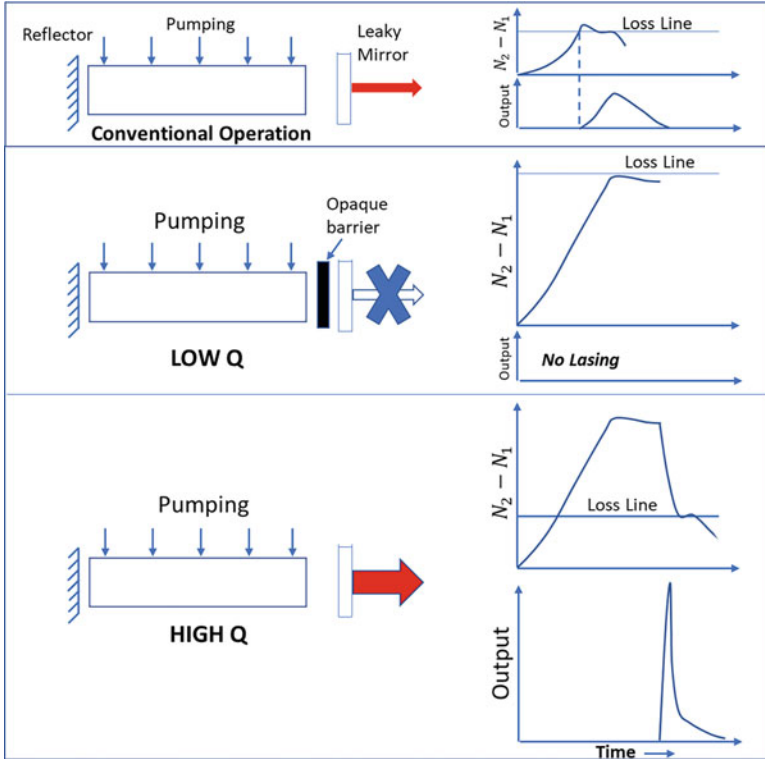 Pumping
Reflector
Leaky
Mirror
Conventional Operation
N₂ − N₁
Loss Line
Output
Pumping
Opaque
barrier
LOW Q
Loss Line
N₂ − N₁
Output
No Lasing
Pumping
HIGH Q
N₂ − N₁
Loss Line
Output
Time